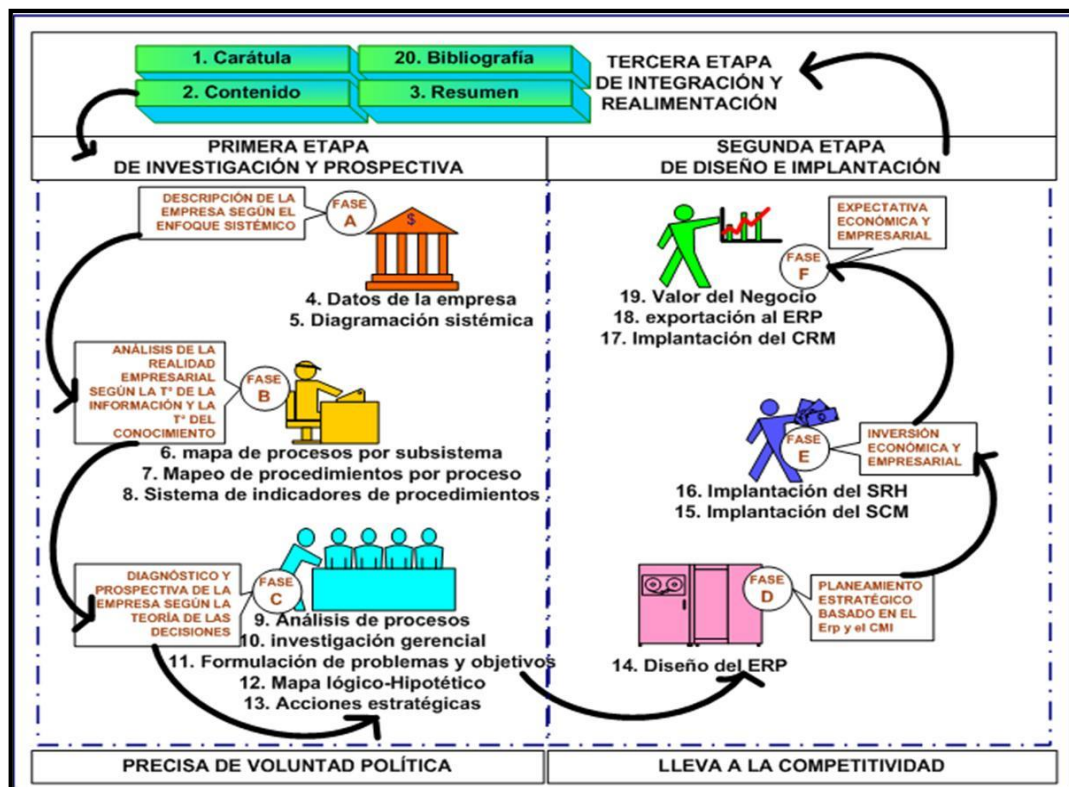 1. Carátula
20. Bibliografía
2. Contenido
3. Resumen
TERCERA ETAPA
DE INTEGRACIÓN Y
REALIMENTACIÓN
PRIMERA ETAPA
DE INVESTIGACIÓN Y PROSPECTIVA
SEGUNDA ETAPA
DE DISEÑO E IMPLANTACIÓN
DESCRIPCIÓN DE LA
EMPRESA SEGÚN EL
ENFOQUE SISTÉMICO
FASE
A
$
4. Datos de la empresa
5. Diagramación sistémica
ANÁLISIS DE LA
REALIDAD
EMPRESARIAL
SEGÚN LA T° DE LA
INFORMACIÓN Y LA
T° DEL
CONOCIMIENTO
FASE
B
6. mapa de procesos por subsistema
7. Mapeo de procedimientos por proceso
8. Sistema de indicadores de procedimientos
DIAGNÓSTICO Y
PROSPECTIVA DE LA
EMPRESA SEGÚN LA
TEORÍA DE LAS
DECISIONES
FASE
C
9. Análisis de procesos
10. investigación gerencial
11. Formulación de problemas y objetivos
12. Mapa lógico-Hipotético
13. Acciones estratégicas
EXPECTATIVA
ECONÓMICA Y
EMPRESARIAL
FASE
F
19. Valor del Negocio
18. exportación al ERP
17. Implantación del CRM
FASE
E
INVERSIÓN
ECONÓMICA Y
EMPRESARIAL
16. Implantación del SRH
15. Implantación del SCM
FASE
D
PLANEAMIENTO
ESTRATÉGICO
BASADO EN EL
Erp y el CMI
14. Diseño del ERP
PRECISA DE VOLUNTAD POLÍTICA
LLEVA A LA COMPETITIVIDAD